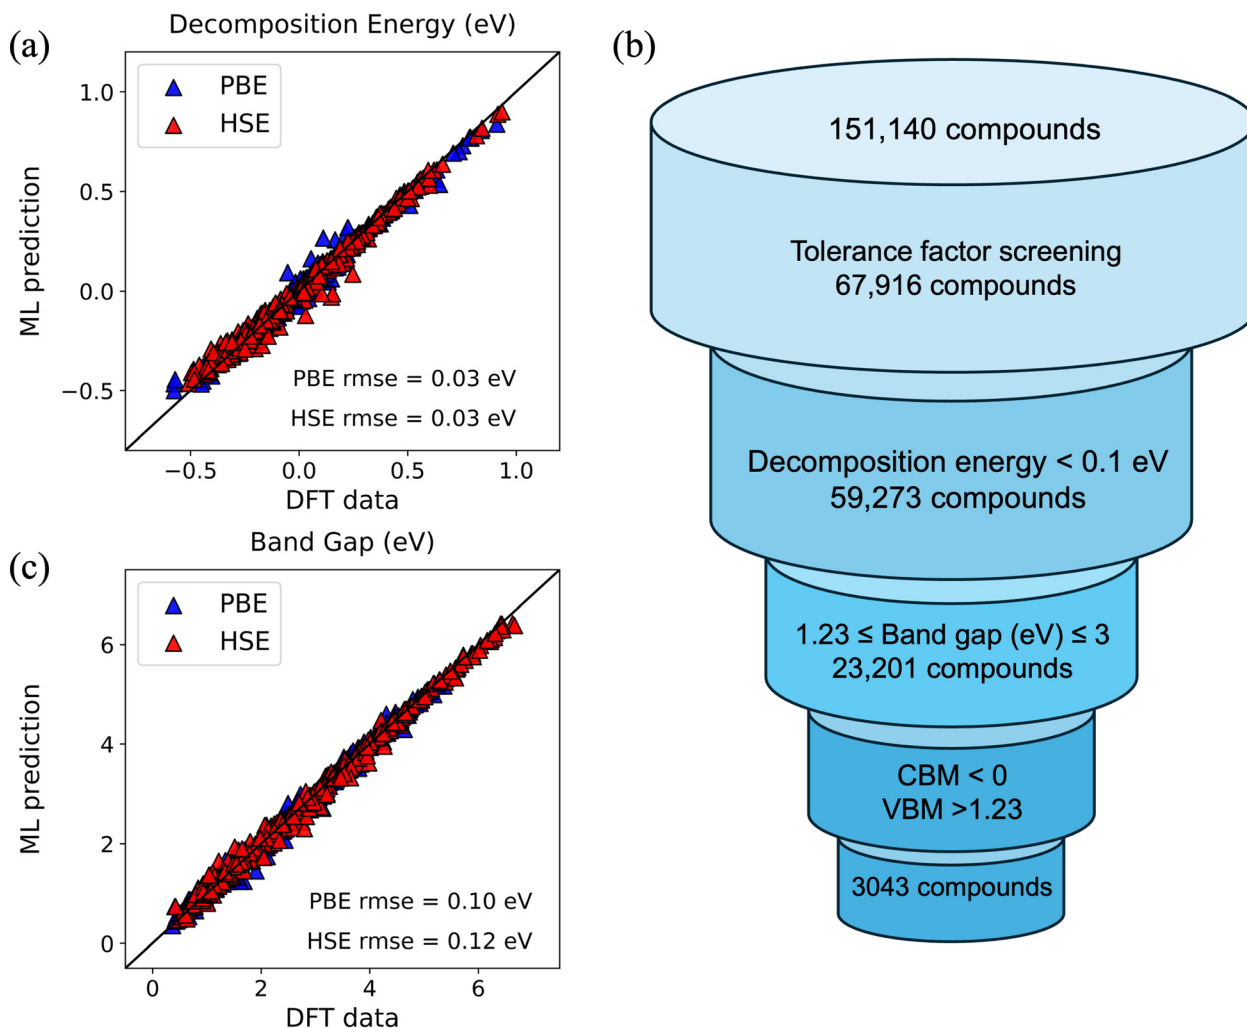 (a)
Decomposition Energy (eV)
PBE
HSE
1.0
0.5
0.0
−0.5
ML prediction
PBE rmse = 0.03 eV
HSE rmse = 0.03 eV
−0.5
0.0
0.5
1.0
DFT data
(b)
151,140 compounds
Tolerance factor screening
67,916 compounds
Decomposition energy < 0.1 eV
59,273 compounds
1.23 ≤ Band gap (eV) ≤ 3
23,201 compounds
CBM < 0
VBM >1.23
3043 compounds
(c)
Band Gap (eV)
PBE
HSE
6
4
2
0
ML prediction
PBE rmse = 0.10 eV
HSE rmse = 0.12 eV
0
2
4
6
DFT data